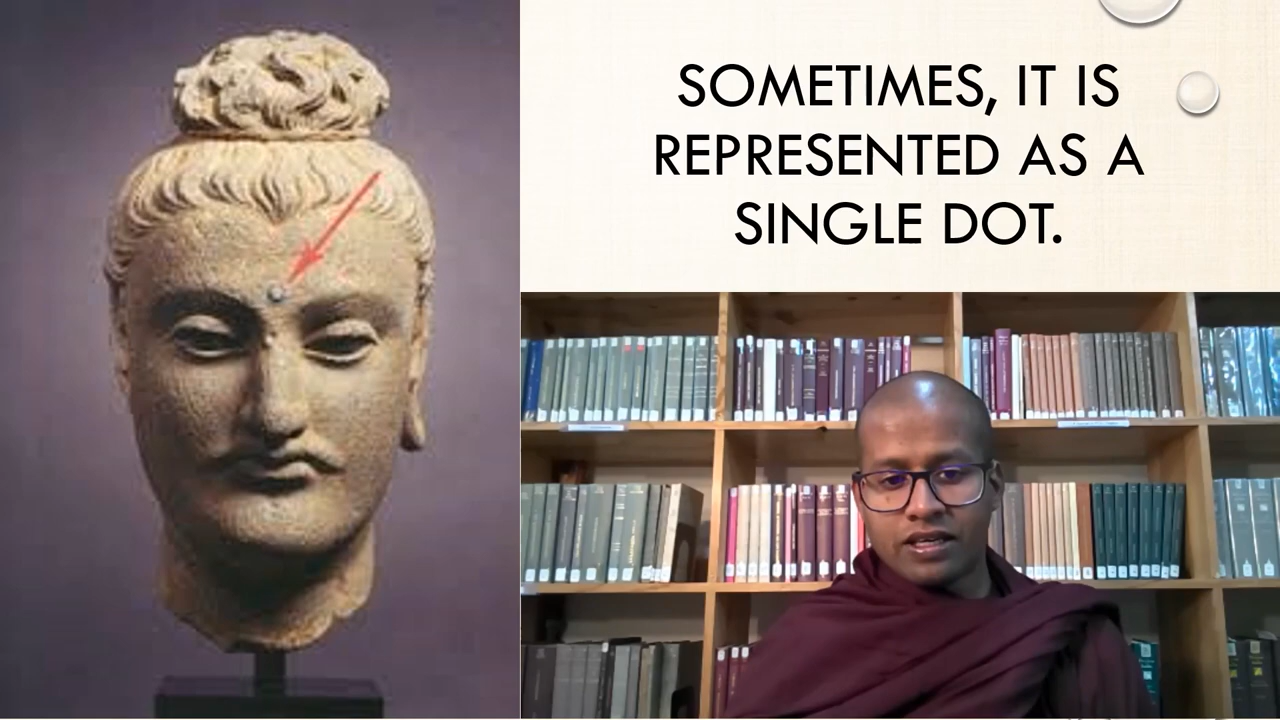 SOMETIMES, IT IS
REPRESENTED AS A
SINGLE DOT.